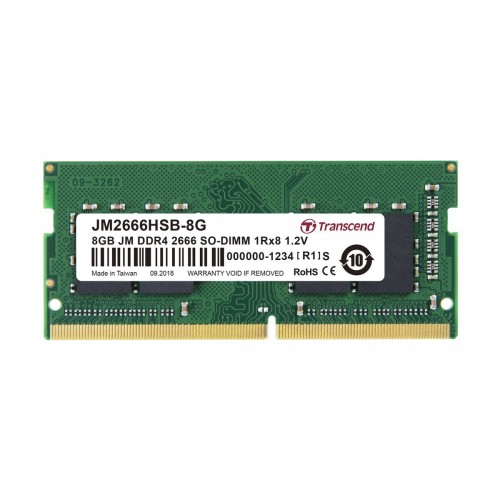 09-3262
JM2666HSB-8G
Transcend
8GB JM DDR4 2666 SO-DIMM 1Rx8 1.2V
000000-1234 [R1] S
Made in Taiwan 09.2018 WARRANTY VOID IF REMOVED
RoHS
10